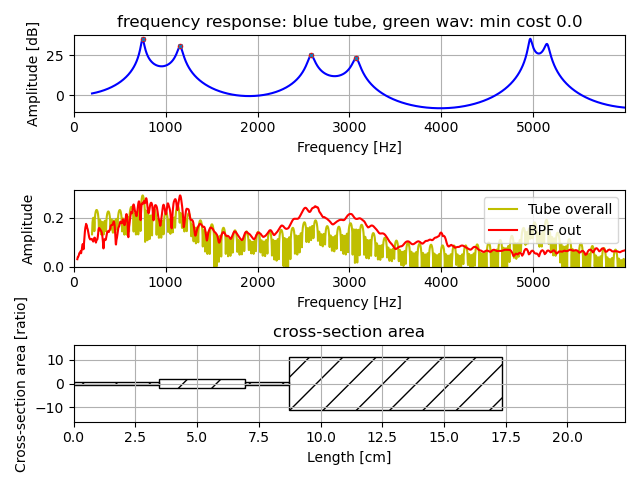 frequency response: blue tube, green wav: min cost 0.0
Amplitude [dB]
25
0
0 1000 2000 3000 4000 5000
Frequency [Hz]
Amplitude
0.2
0.0
Tube overall
BPF out
0 1000 2000 3000 4000 5000
Frequency [Hz]
cross-section area
Cross-section area [ratio]
10
0
−10
0.0 2.5 5.0 7.5 10.0 12.5 15.0 17.5 20.0
Length [cm]